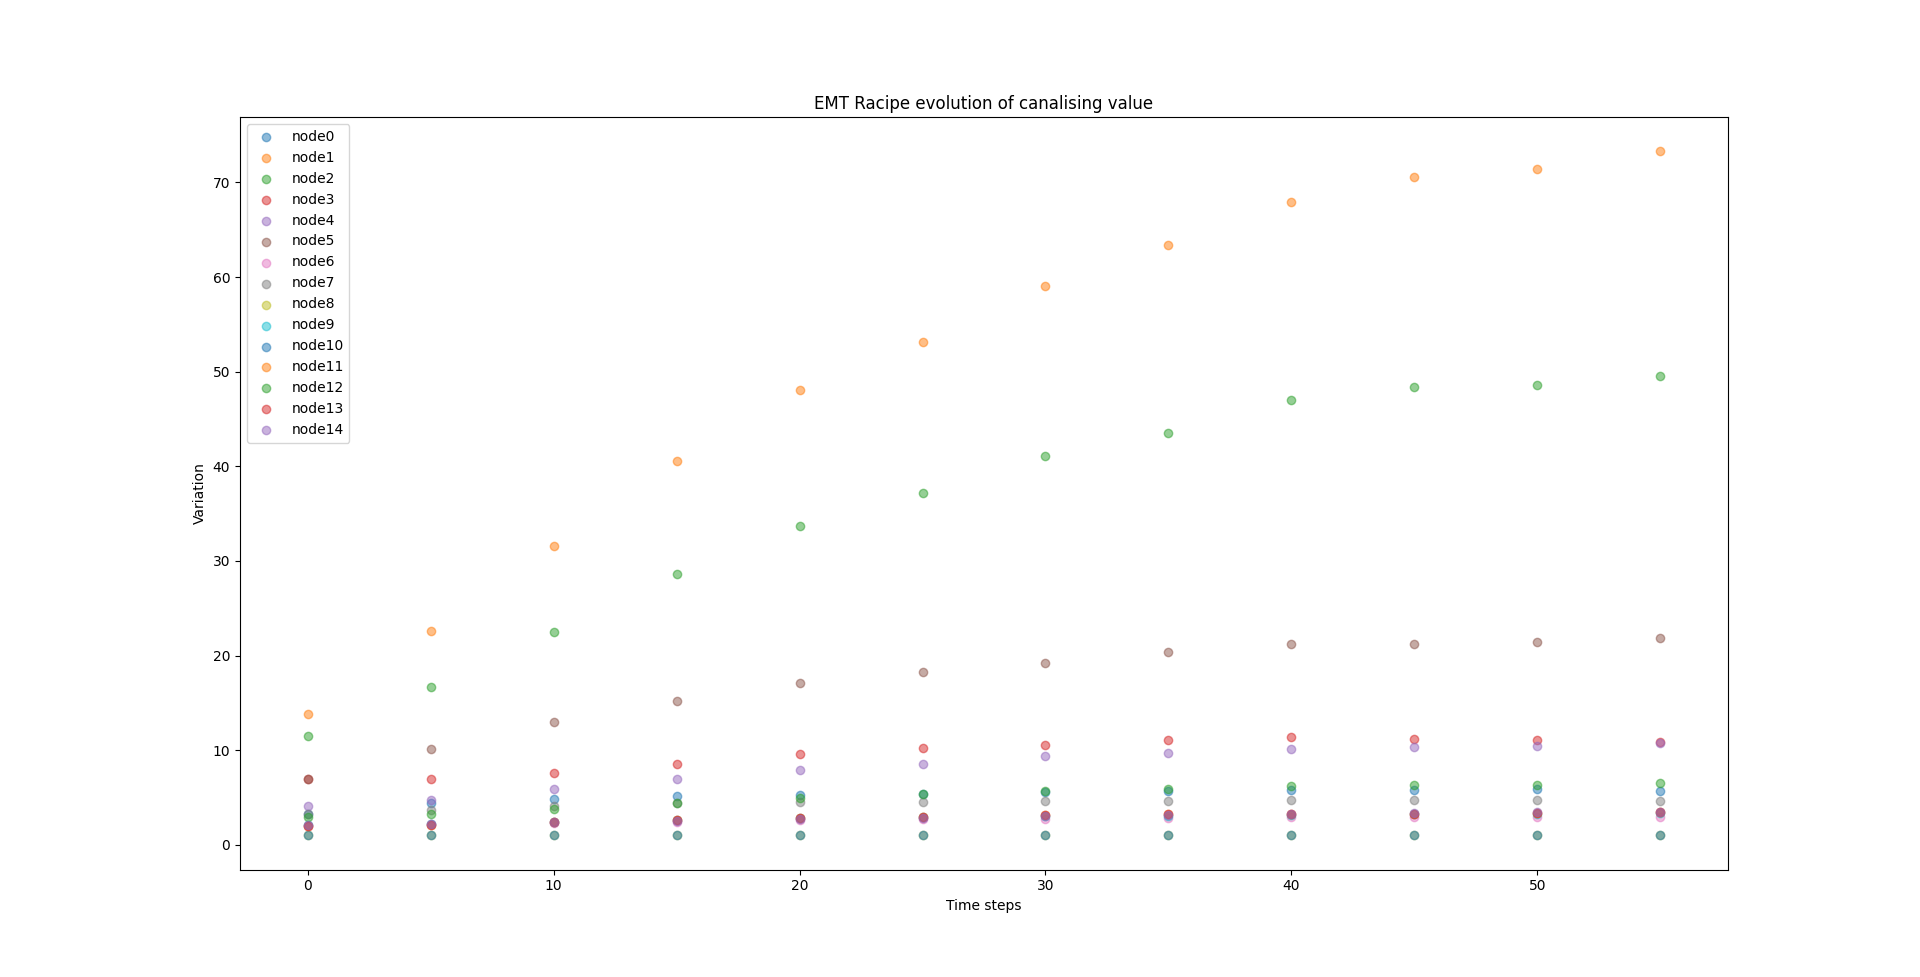 EMT Racipe evolution of canalising value
node0
node1
node2
node3
node4
node5
node6
node7
node8
node9
node10
node11
node12
node13
node14
Variation
70
60
50
40
30
20
10
0
0 10 20 30 40 50
Time steps